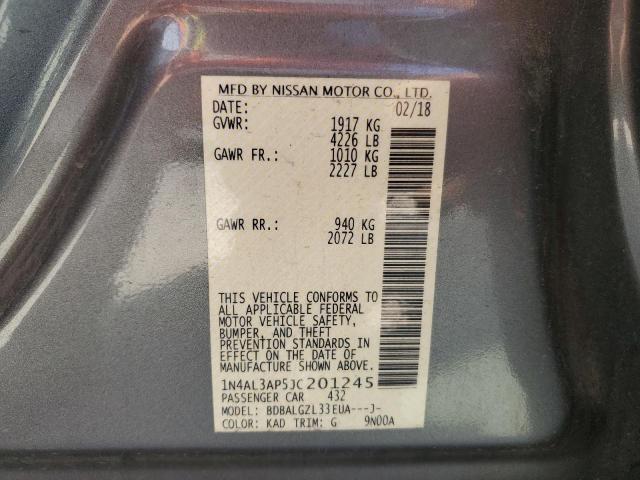 MFD BY NISSAN MOTOR CO., LTD.
DATE: 02/18
GVWR: 1917 KG
4226 LB
GAWR FR.: 1010 KG
2227 LB
GAWR RR.: 940 KG
2072 LB
THIS VEHICLE CONFORMS TO
ALL APPLICABLE FEDERAL
MOTOR VEHICLE SAFETY,
BUMPER, AND THEFT
PREVENTION STANDARDS IN
EFFECT ON THE DATE OF
MANUFACTURE SHOWN ABOVE.
1N4AL3AP5JC201245
PASSENGER CAR 432
MODEL: BDBALGZL33EUA---J-
COLOR: KAD TRIM: G 9N00A